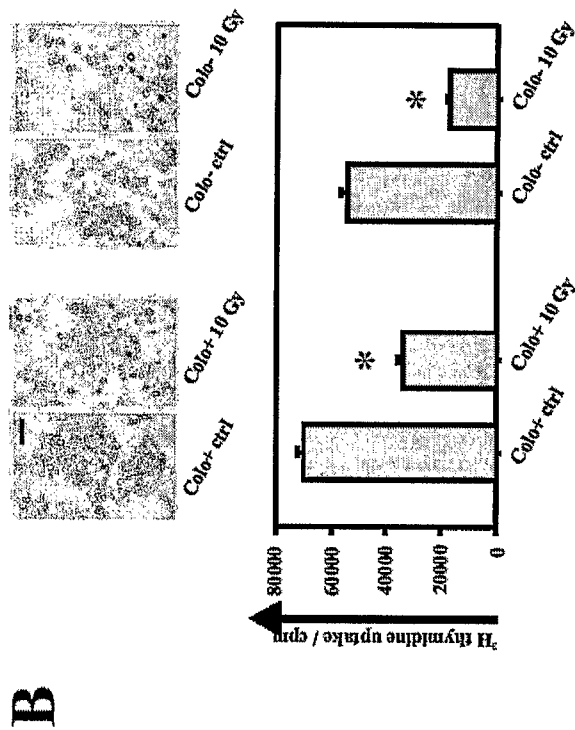 B
Colo+ ctrl
Colo+ 10 Gy
Colo- ctrl
Colo- 10 Gy
³H thymidine uptake / cpm
80000
60000
40000
20000
0
*
*
Colo+ ctrl
Colo+ 10 Gy
Colo- ctrl
Colo- 10 Gy